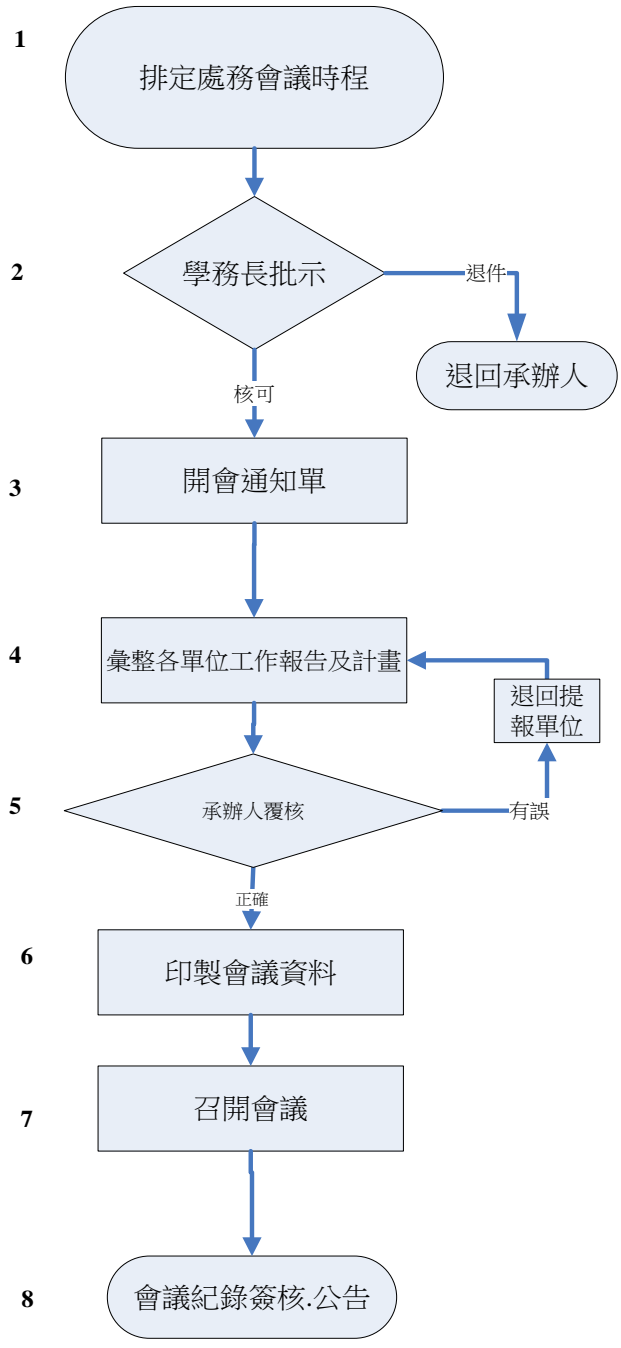 1
排定處務會議時程
2
學務長批示
退件
退回承辦人
核可
3
開會通知單
4
彙整各單位工作報告及計畫
退回提
報單位
5
承辦人覆核
有誤
正確
6
印製會議資料
7
召開會議
8
會議紀錄簽核.公告